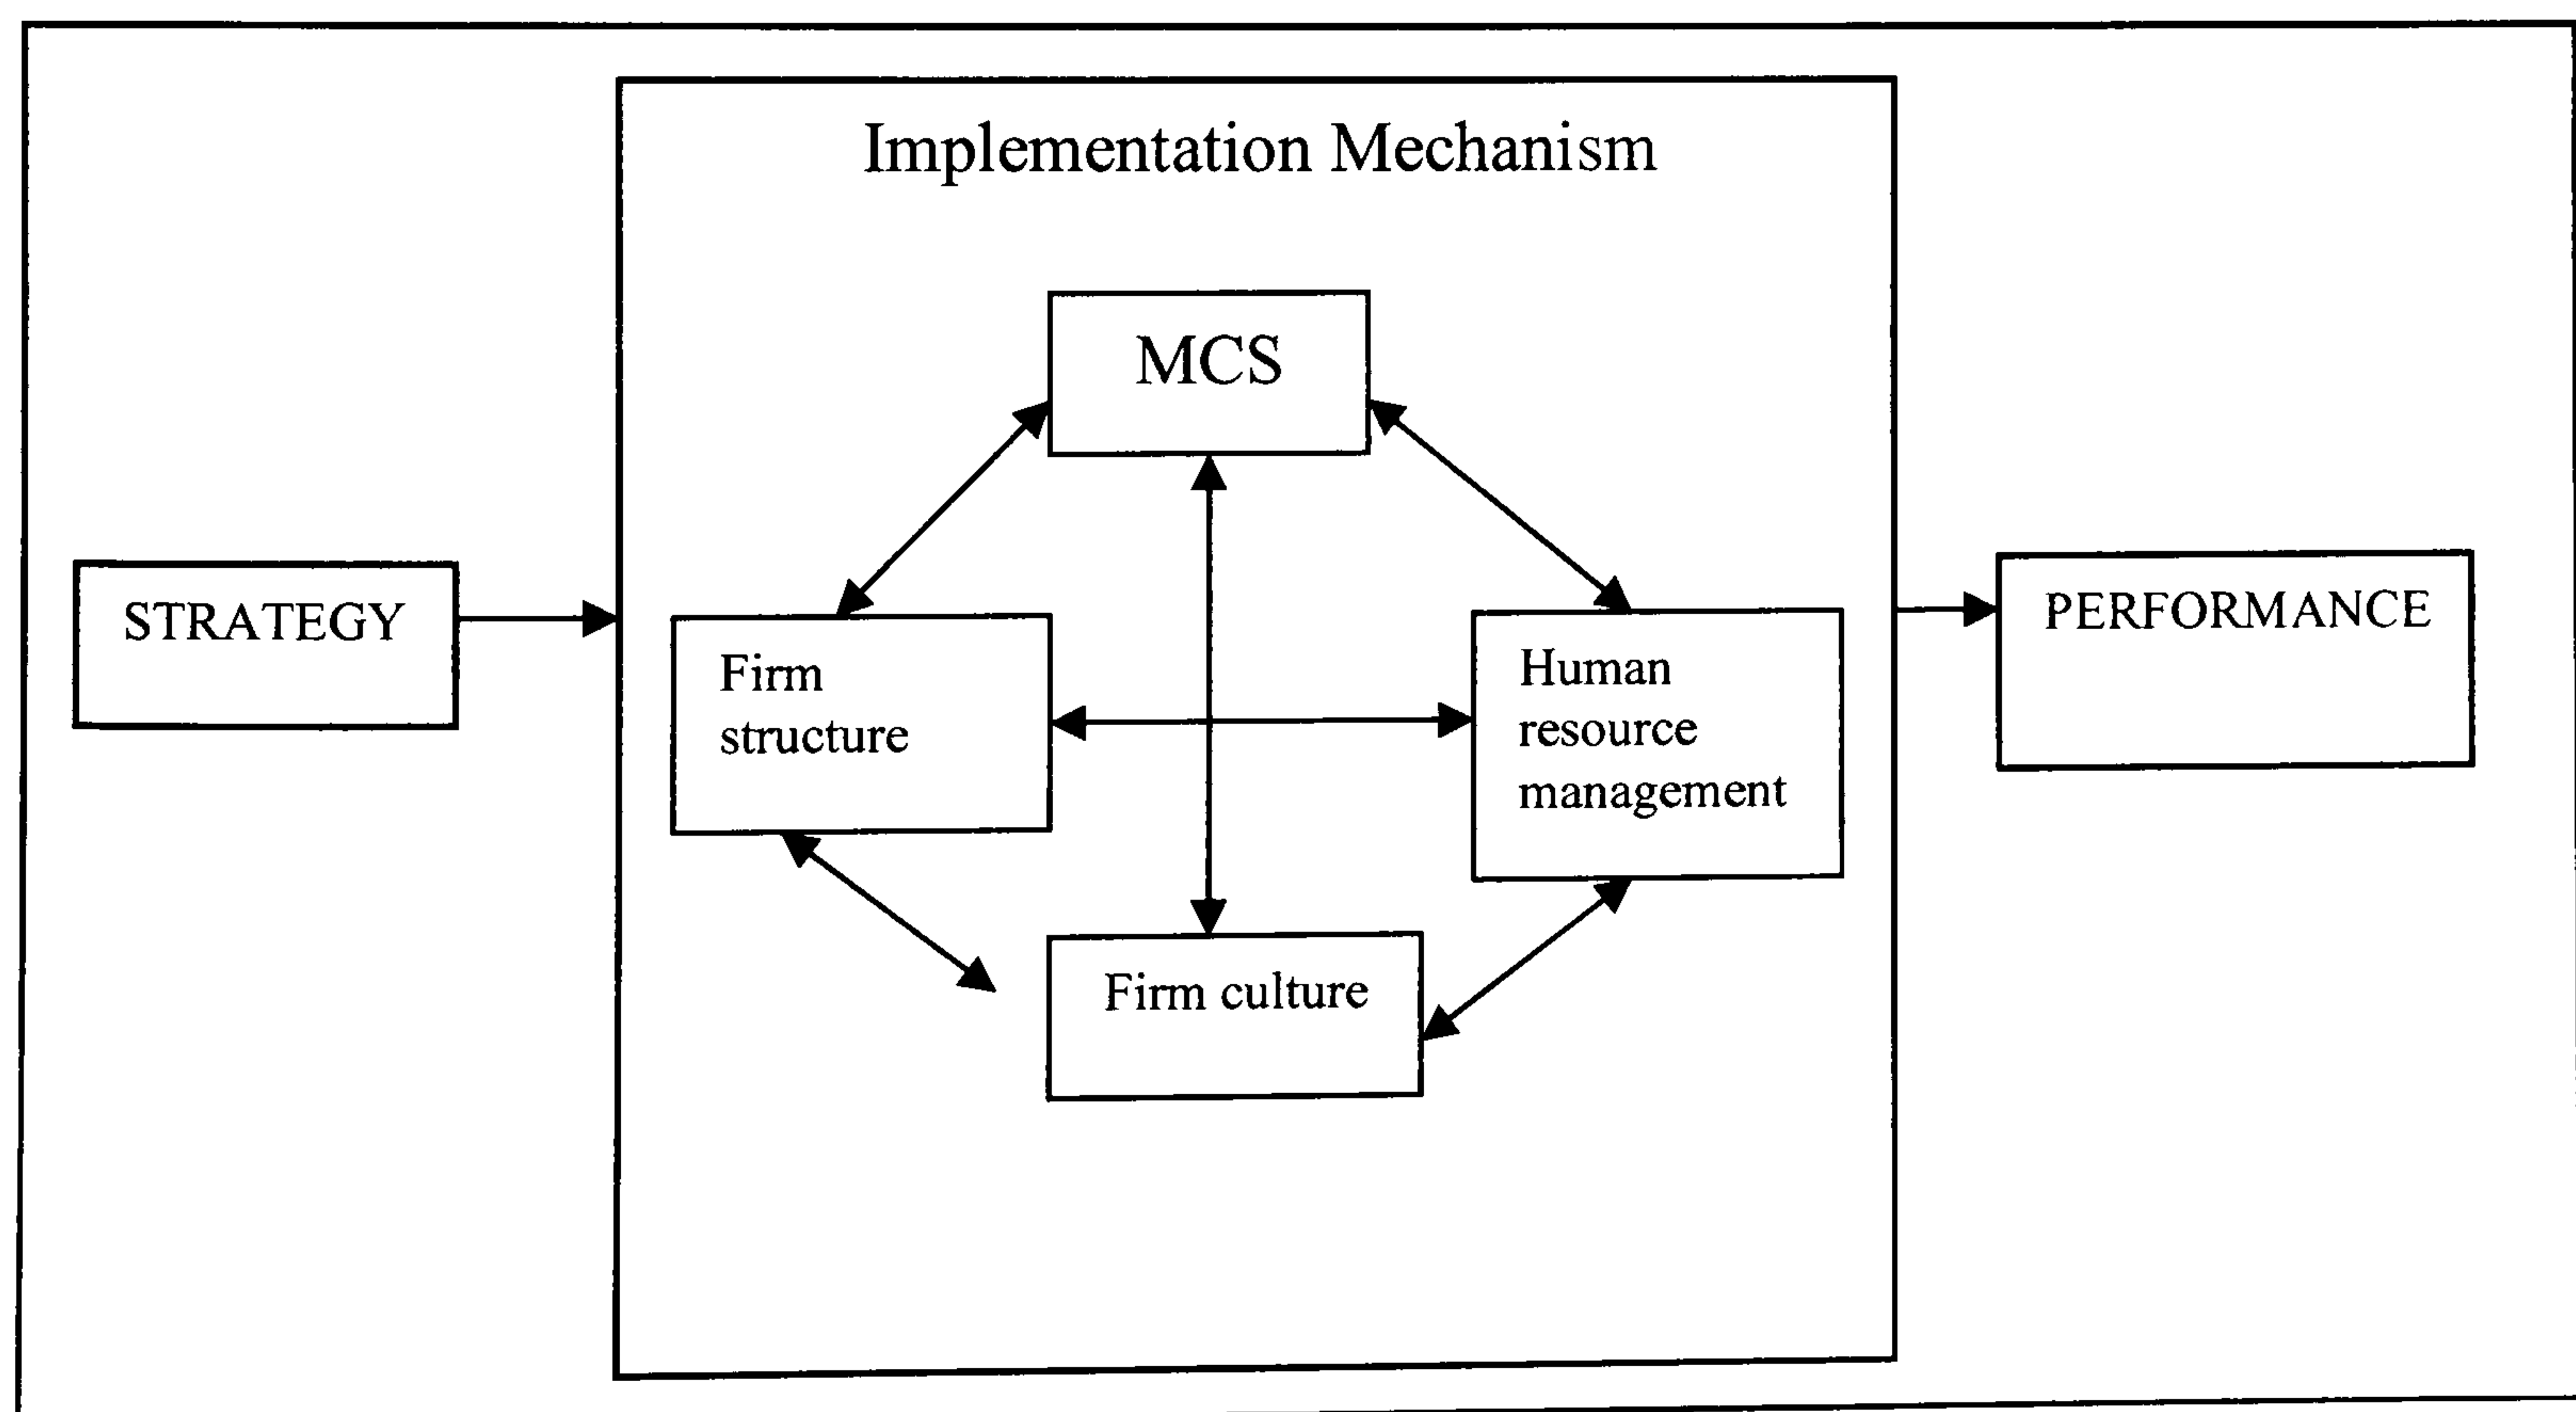 Implementation Mechanism
MCS
STRATEGY
Firm
structure
Human
resource
management
PERFORMANCE
Firm culture